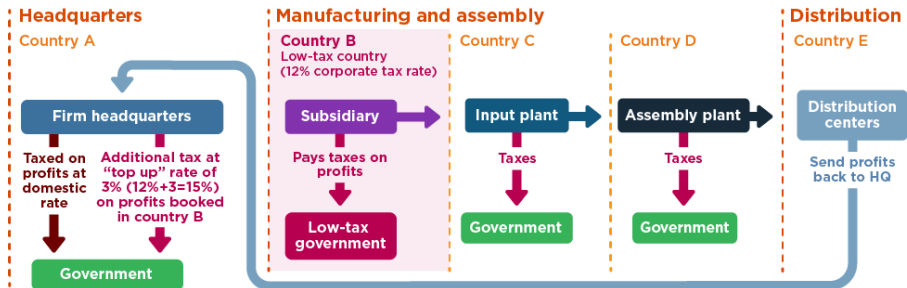 Headquarters
Country A
Firm headquarters
Taxed on
profits at
domestic
rate
Additional tax at
“top up” rate of
3% (12%+3=15%)
on profits booked
in country B
Government
Manufacturing and assembly
Country B
Low-tax country
(12% corporate tax rate)
Subsidiary
Pays taxes on
profits
Low-tax
government
Country C
Input plant
Taxes
Government
Country D
Assembly plant
Taxes
Government
Distribution
Country E
Distribution
centers
Send profits
back to HQ